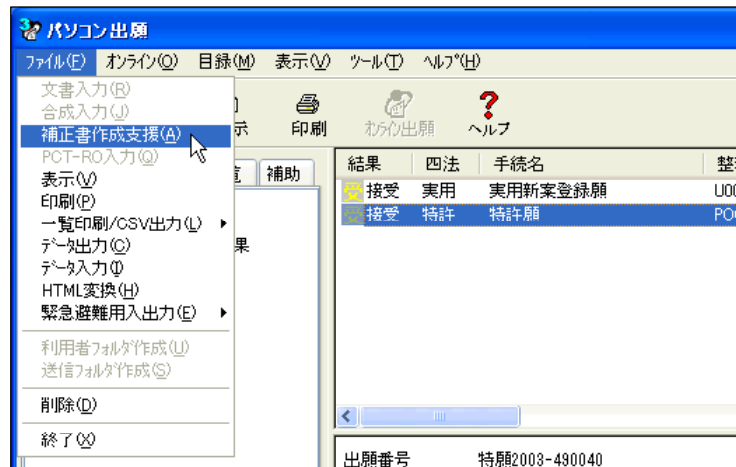 パソコン出願
ファイル(F) オンライン(O) 目録(M) 表示(V) ツール(T) ヘルプ(H)
文書入力(R)
合成入力(J)
補正書作成支援(A)
PCT-RO入力(Q)
表示(V)
印刷(P)
一覧印刷/CSV出力(L)
データ出力(C)
データ入力(I)
HTML変換(H)
緊急避難用入出力(E)
利用者フォルダ作成(U)
送信フォルダ作成(S)
削除(D)
終了(X)
示 印刷 オンライン出願 ヘルプ
補助
果
結果 四法 手続名 整
受 接受 実用 実用新案登録願 U00
受 接受 特許 特許願 P00
出願番号 特願2003-490040